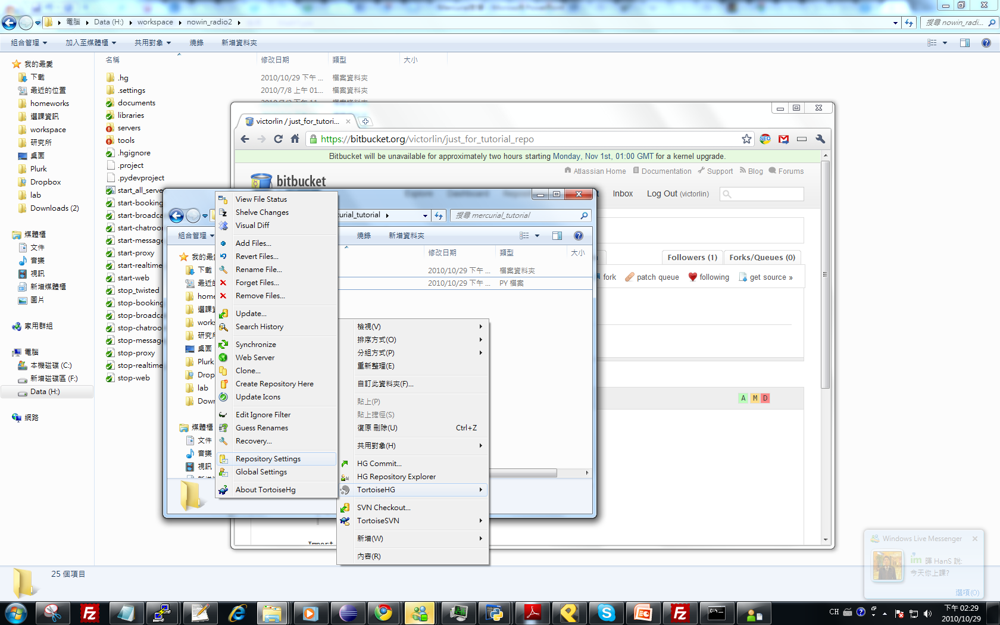 電腦 ▸ Data (H:) ▸ workspace ▸ nowin_radio2 ▸
搜尋 nowin_radi...
組合管理 ▼ 加入至媒體櫃 ▼ 共用對象 ▼ 燒錄 新增資料夾
名稱 修改日期 類型 大小
我的最愛
下載
最近的位置
homeworks
選課資訊
workspace
研究所
桌面
Plurk
Dropbox
lab
Downloads (2)
媒體櫃
文件
音樂
視訊
新增媒體櫃
圖片
家用群組
電腦
本機磁碟 (C:)
新增磁碟區 (F:)
Data (H:)
網路
.hg 2010/10/29 下午 ... 檔案資料夾
.settings 2010/7/8 上午 01... 檔案資料夾
documents
libraries
servers
tools
.hgignore
.project
.pydevproject
start_all_serve
start-booking
start-broadca
start-chatroo
start-message
start-proxy
start-realtime
start-web
stop_twisted
stop-booking
stop-broadca
stop-chatroo
stop-message
stop-proxy
stop-realtime
stop-web
25 個項目
victorlin / just_for_tutori...
https://bitbucket.org/victorlin/just_for_tutorial_repo
Bitbucket will be unavailable for approximately two hours starting Monday, Nov 1st, 01:00 GMT for a kernel upgrade.
Atlassian Home Documentation Support Blog Forums
bitbucket
Inbox Log Out (victorlin)
Followers (1) Forks/Queues (0)
fork patch queue following get source »
A M D
Import
curial_tutorial ▸
搜尋 mercurial_tutorial
組合管理 ▼ 燒錄 新增資料夾
修改日期 類型 大小
2010/10/29 下午 ... 檔案資料夾
2010/10/29 下午 ... PY 檔案
我的最
下載
最近的
home
選課
works
研究所
桌面
Plurk
Drop
lab
Down
媒體櫃
文件
音樂
視訊
View File Status
Shelve Changes
Visual Diff
Add Files...
Revert Files...
Rename File...
Forget Files...
Remove Files...
Update...
Search History
Synchronize
Web Server
Clone...
Create Repository Here
Update Icons
Edit Ignore Filter
Guess Renames
Recovery...
Repository Settings
Global Settings
About TortoiseHg
檢視(V)
排序方式(O)
分組方式(P)
重新整理(E)
自訂此資料夾(F)...
貼上(P)
貼上捷徑(S)
復原 刪除(U) Ctrl+Z
共用對象(H)
HG Commit...
HG Repository Explorer
TortoiseHG
SVN Checkout...
TortoiseSVN
新增(W)
內容(R)
Windows Live Messenger
im 暉 HanS 說:
今天你上課?
選項(O)
CH
下午 02:29
2010/10/29